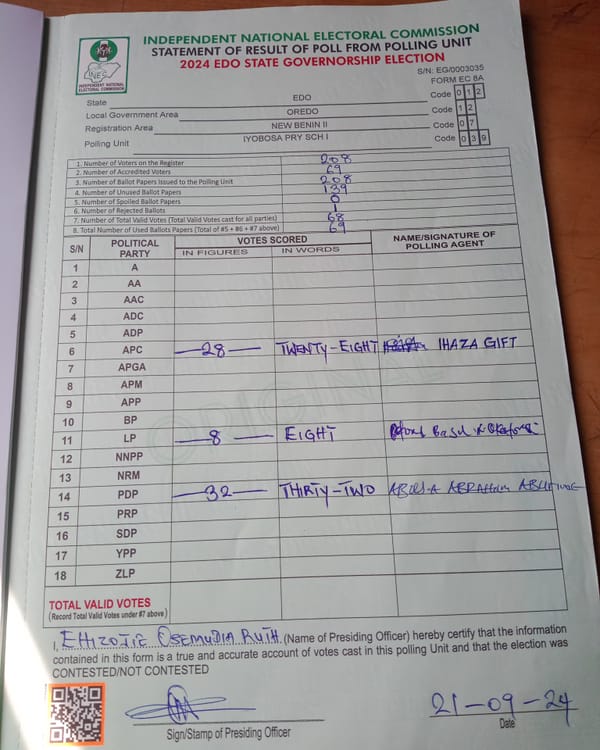 INDEPENDENT NATIONAL ELECTORAL COMMISSION
STATEMENT OF RESULT OF POLL FROM POLLING UNIT
2024 EDO STATE GOVERNORSHIP ELECTION
INEC
INDEPENDENT NATIONAL ELECTORAL COMMISSION
S/N: EG/0003035
FORM EC 8A
State EDO Code 0 1 2
Local Government Area OREDO Code 1 2
Registration Area NEW BENIN II Code 0 7
Polling Unit IYOBOSA PRY SCH I Code 0 3 9
1. Number of Voters on the Register 208
2. Number of Accredited Voters 69
3. Number of Ballot Papers Issued to the Polling Unit 208
4. Number of Unused Ballot Papers 139
5. Number of Spoiled Ballot Papers 0
6. Number of Rejected Ballots 1
7. Number of Total Valid Votes (Total Valid Votes cast for all parties) 68
8. Total Number of Used Ballots Papers (Total of #5 + #6 + #7 above) 69
S/N POLITICAL PARTY VOTES SCORED NAME/SIGNATURE OF POLLING AGENT
IN FIGURES IN WORDS
1 A
2 AA
3 AAC
4 ADC
5 ADP
6 APC 28 TWENTY-EIGHT IHAZA GIFT
7 APGA
8 APM
9 APP
10 BP
11 LP 8 EIGHT
12 NNPP
13 NRM
14 PDP 32 THIRTY-TWO
15 PRP
16 SDP
17 YPP
18 ZLP
ORIGINAL
TOTAL VALID VOTES
(Record Total Valid Votes under #7 above)
I, EHIZOJIE OSEMUDIA RUTH (Name of Presiding Officer) hereby certify that the information
contained in this form is a true and accurate account of votes cast in this polling Unit and that the election was
CONTESTED/NOT CONTESTED
21-09-24
Sign/Stamp of Presiding Officer Date